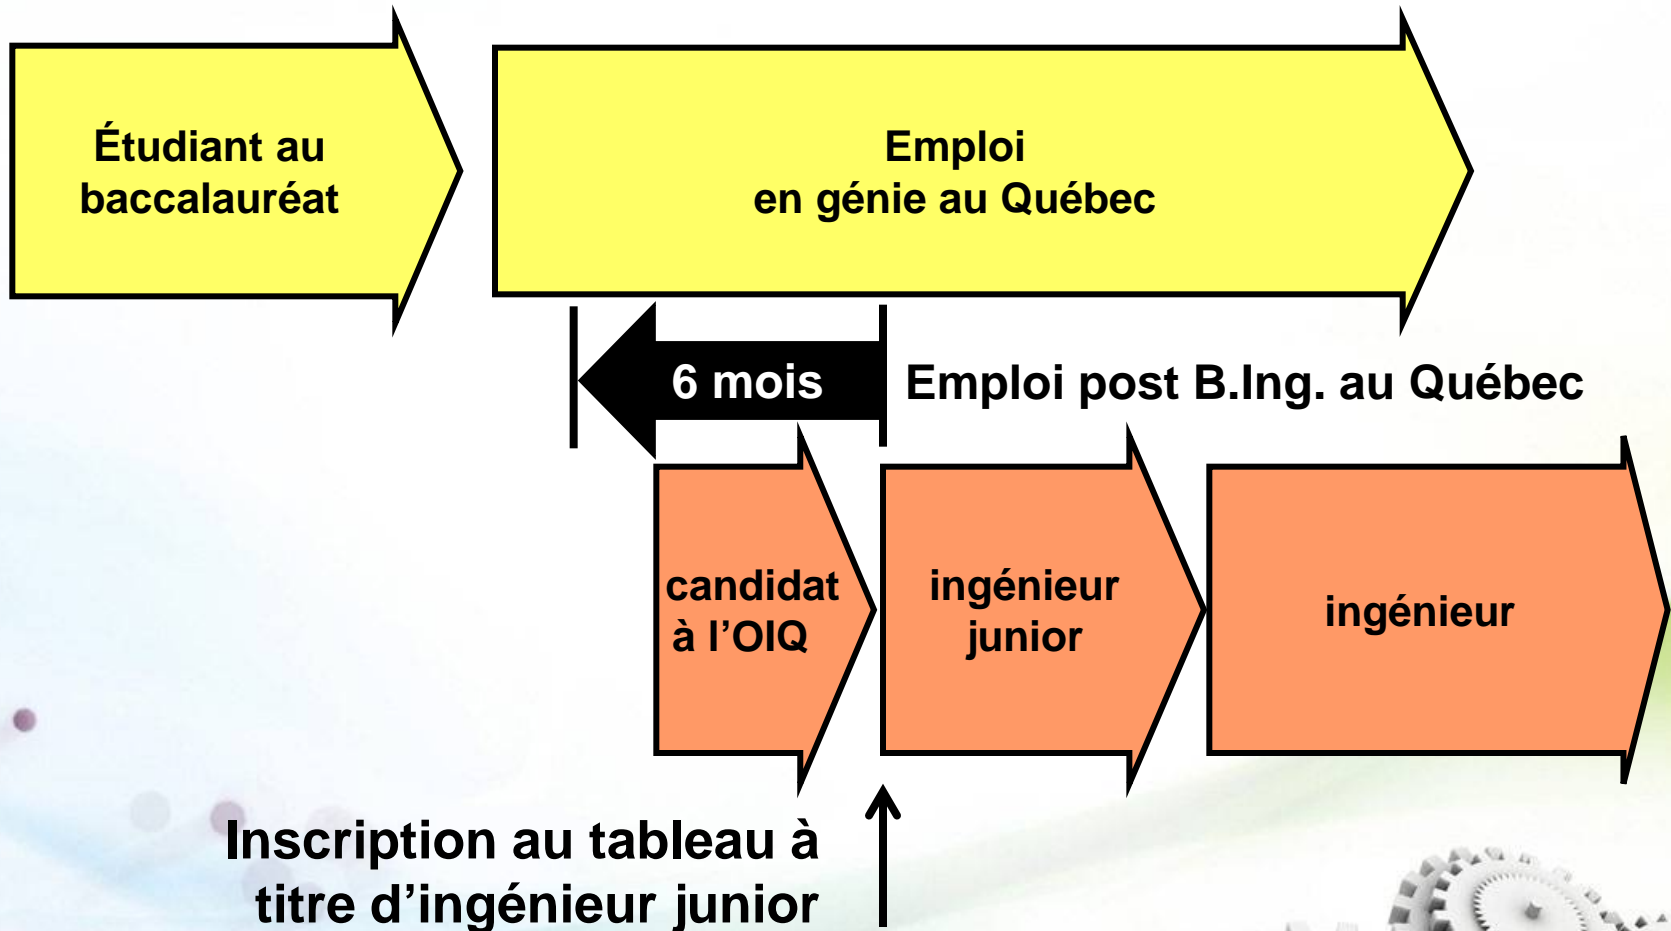 Étudiant au
baccalauréat
Emploi
en génie au Québec
6 mois
Emploi post B.Ing. au Québec
candidat
à l’OIQ
ingénieur
junior
ingénieur
Inscription au tableau à
titre d’ingénieur junior